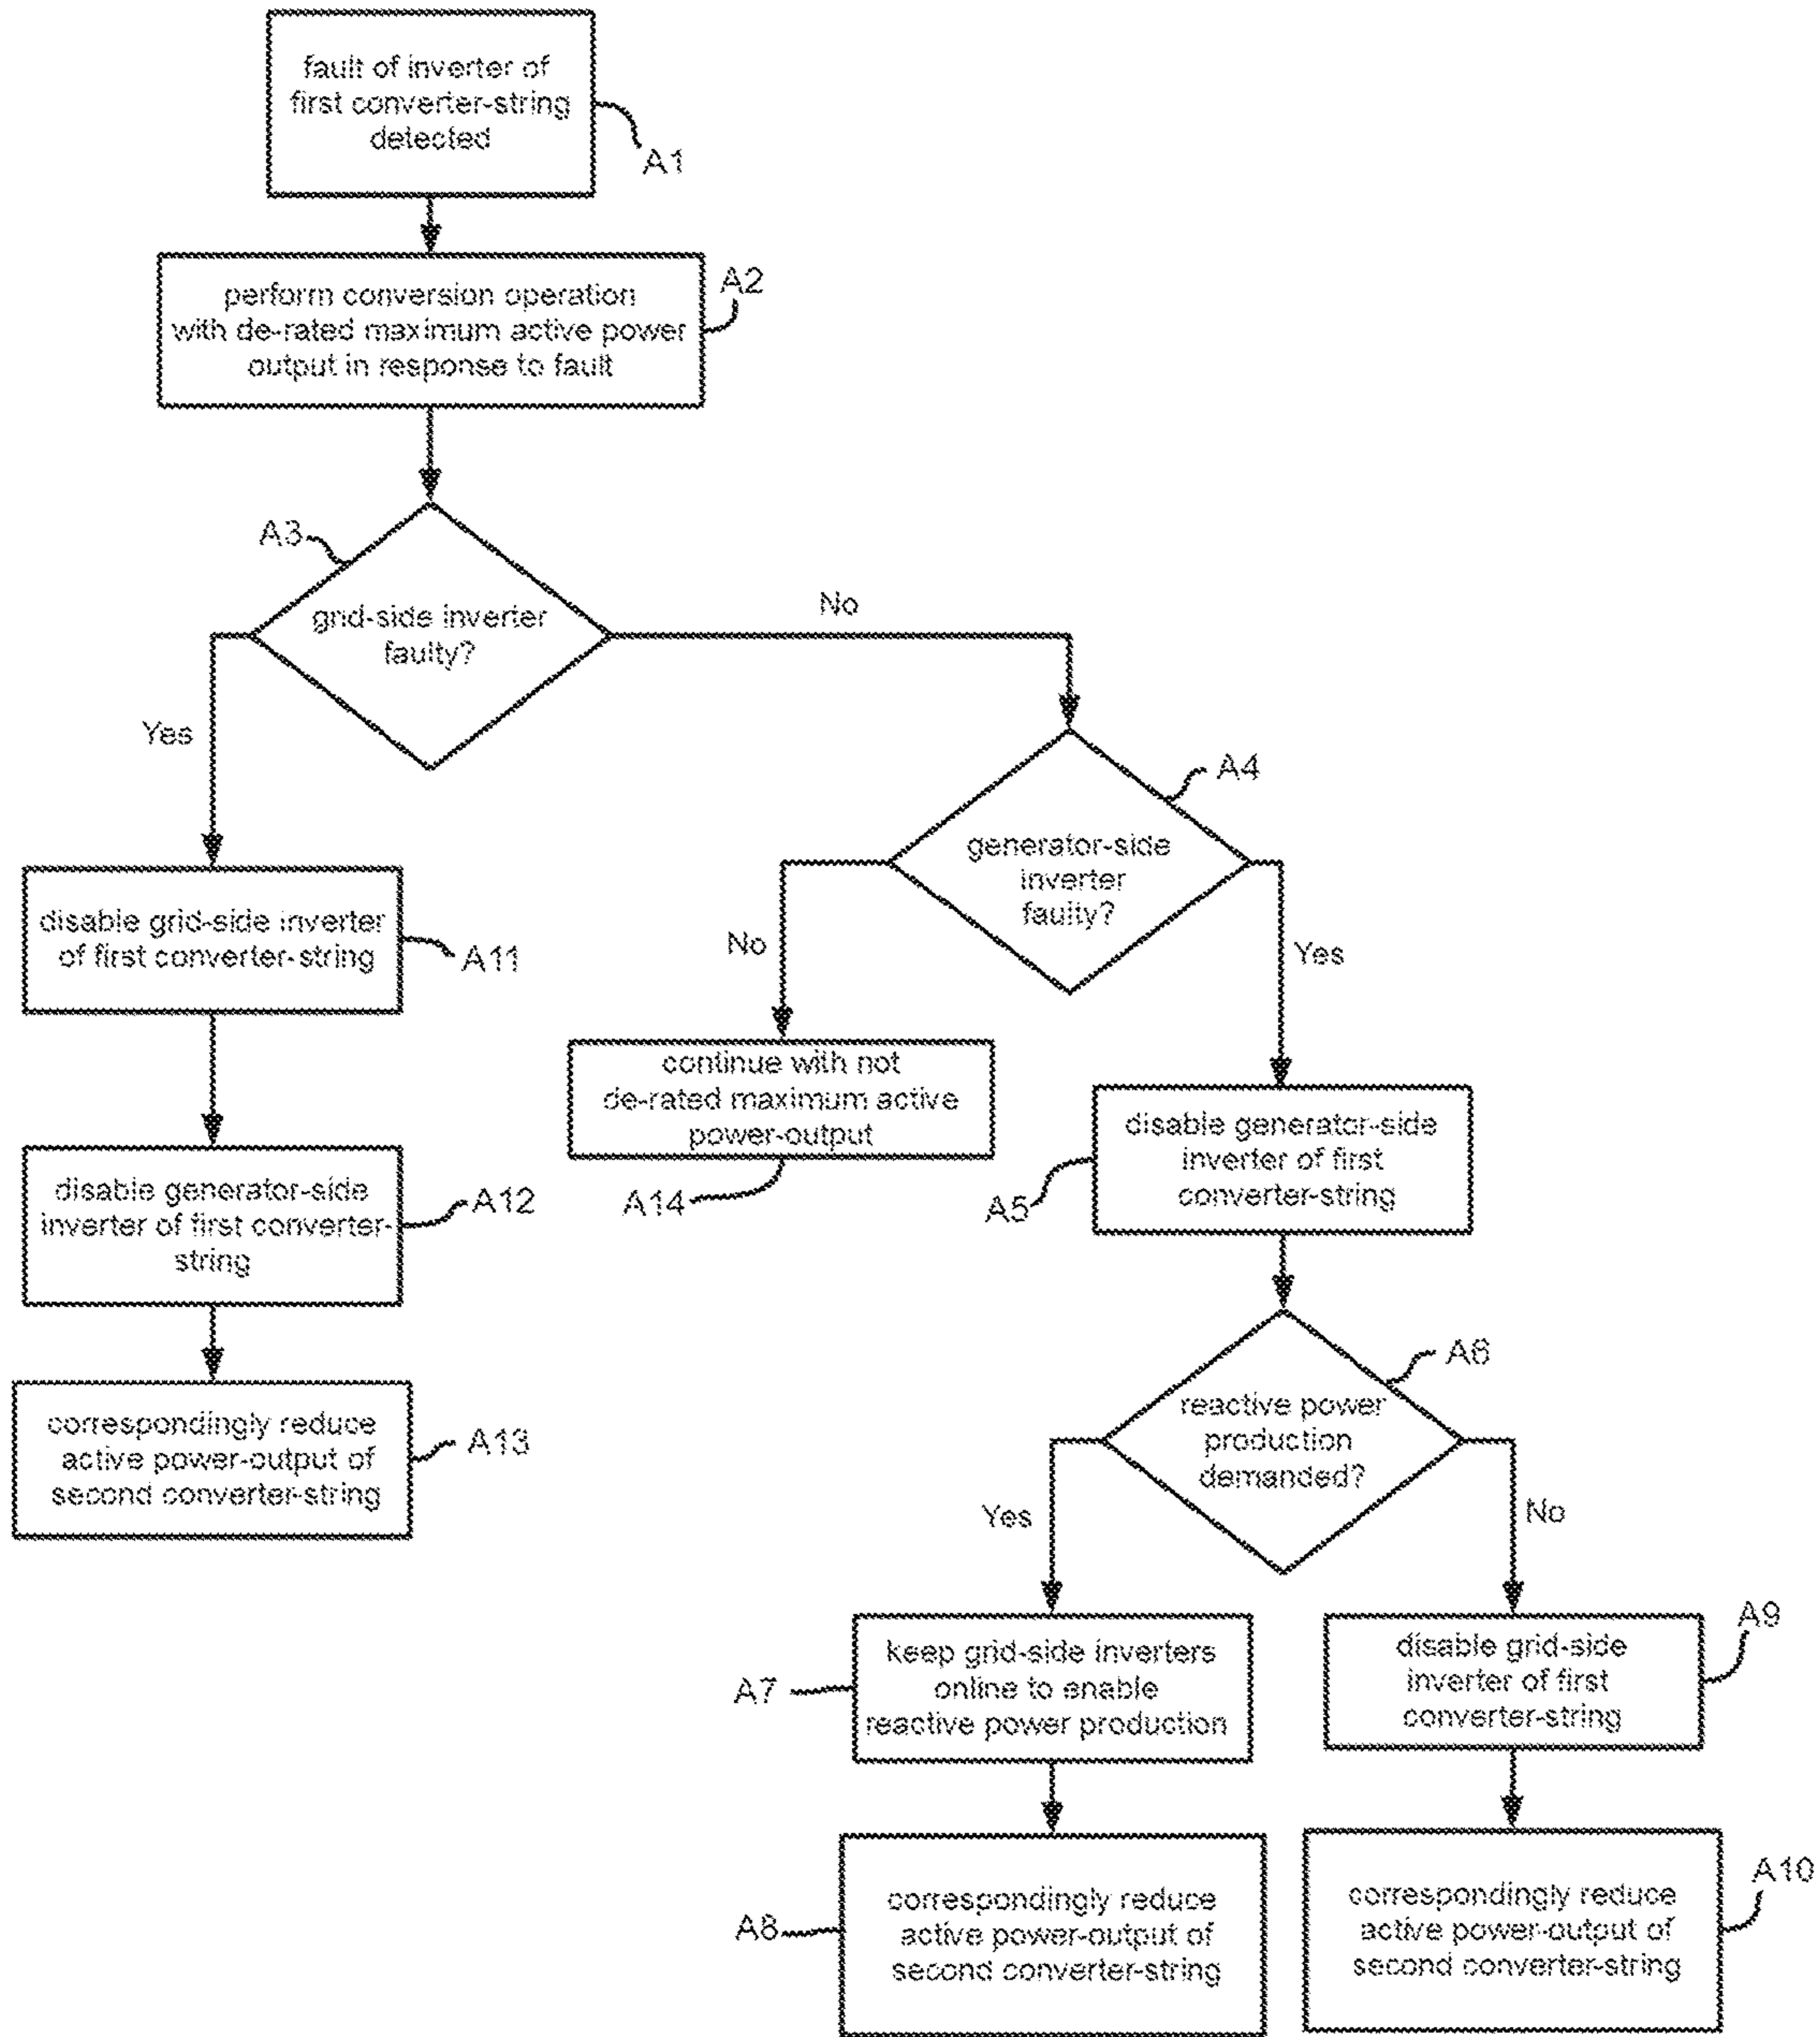 fault of inverter of
first converter-string
detected
A1
perform conversion operation
with de-rated maximum active power
output in response to fault
A2
A3
grid-side inverter
faulty?
No
Yes
A4
generator-side
inverter
faulty?
No
Yes
disable grid-side inverter
of first converter-string
A11
continue with not
de-rated maximum active
power-output
A14
disable generator-side
inverter of first
converter-string
A5
disable generator-side
inverter of first converter-
string
A12
correspondingly reduce
active power-output of
second converter-string
A13
A6
reactive power
production
demanded?
Yes
No
keep grid-side inverters
online to enable
reactive power production
A7
disable grid-side
inverter of first
converter-string
A9
correspondingly reduce
active power-output of
second converter-string
A8
correspondingly reduce
active power-output of
second converter-string
A10